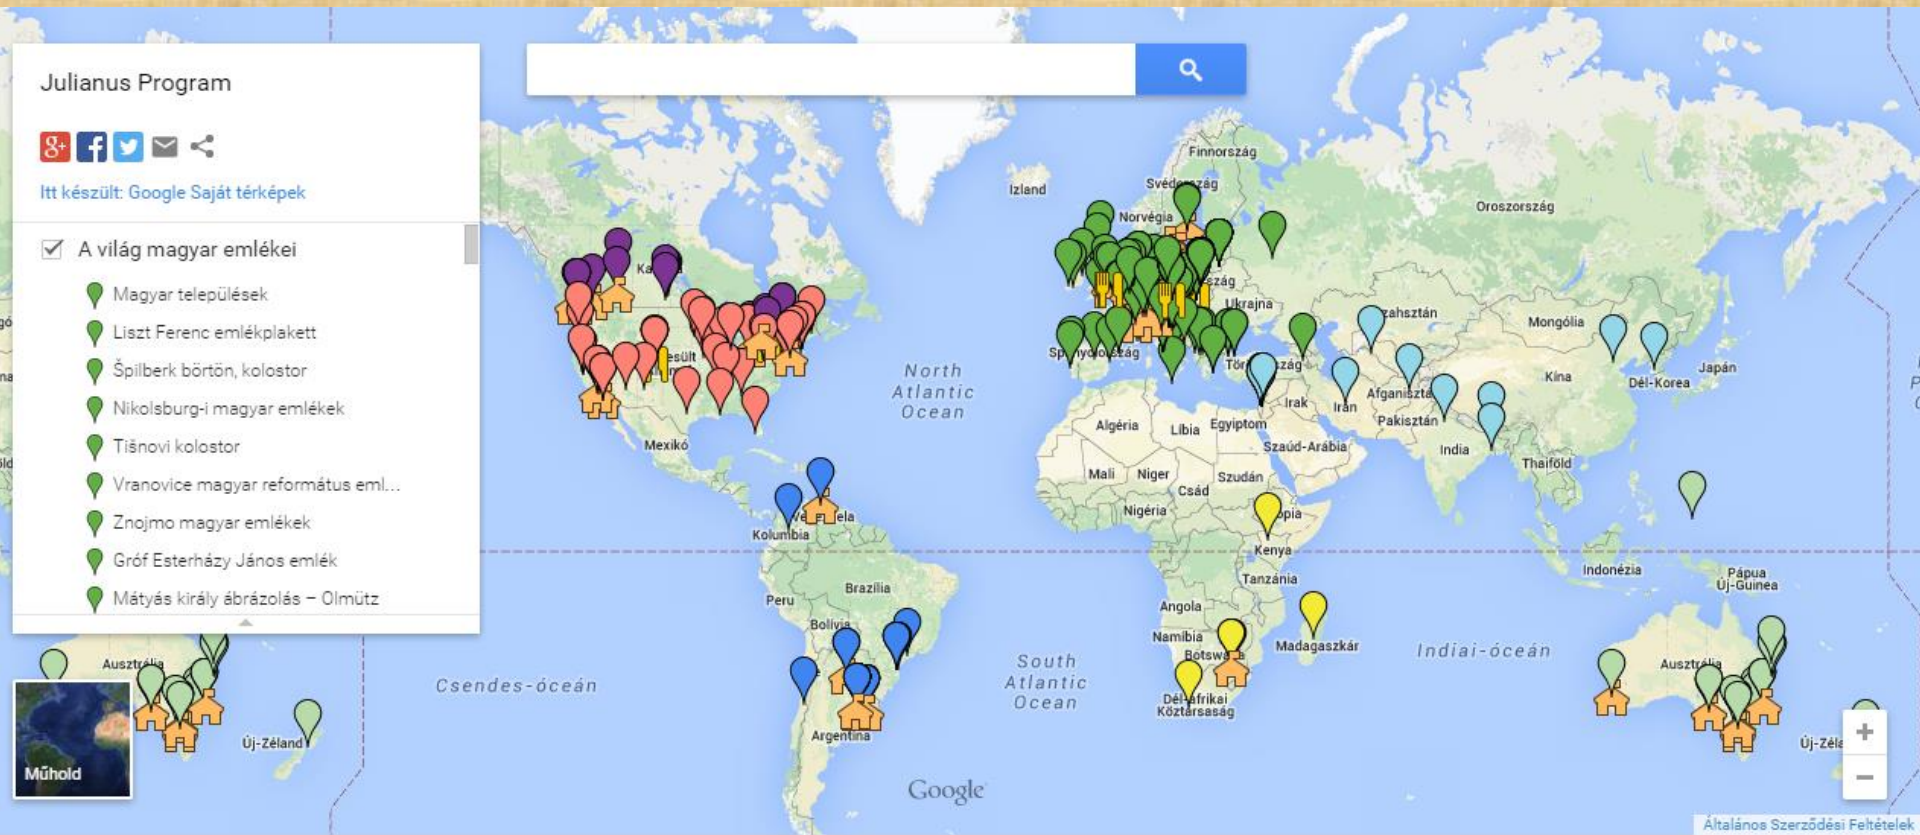 Julianus Program
Itt készült: Google Saját térképek
A világ magyar emlékei
Magyar települések
Liszt Ferenc emlékplakett
Špilberk börtön, kolostor
Nikolsburg-i magyar emlékek
Tišnovi kolostor
Vranovice magyar református eml...
Znojmo magyar emlékek
Gróf Esterházy János emlék
Mátyás király ábrázolás – Olmütz
Műhold
Izland
Finnország
Svédország
Norvégia
Oroszország
Ukrajna
Mongólia
Kína
Dél-Korea
Japán
Irak
Irán
Pakisztán
India
Thaiföld
Algéria
Líbia
Egyiptom
Szaúd-Arábia
Mali
Niger
Csád
Szudán
Nigéria
Kenya
Tanzánia
Angola
Namíbia
Madagaszkár
Dél-afrikai
Köztársaság
Indonézia
Pápua
Új-Guinea
Ausztrália
Mexikó
Kolumbia
Brazília
Peru
Bolívia
Argentína
Ausztrália
Új-Zéland
North
Atlantic
Ocean
South
Atlantic
Ocean
Csendes-óceán
Indiai-óceán
Google
Általános Szerződési Feltételek